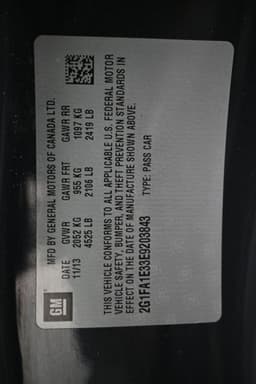 GM
MFD BY GENERAL MOTORS OF CANADA LTD.
DATE GVWR GAWR FRT GAWR RR
11/13 2052 KG 955 KG 1097 KG
4525 LB 2106 LB 2419 LB
THIS VEHICLE CONFORMS TO ALL APPLICABLE U.S. FEDERAL MOTOR
VEHICLE SAFETY, BUMPER, AND THEFT PREVENTION STANDARDS IN
EFFECT ON THE DATE OF MANUFACTURE SHOWN ABOVE.
2G1FA1E33E9203843 TYPE: PASS CAR